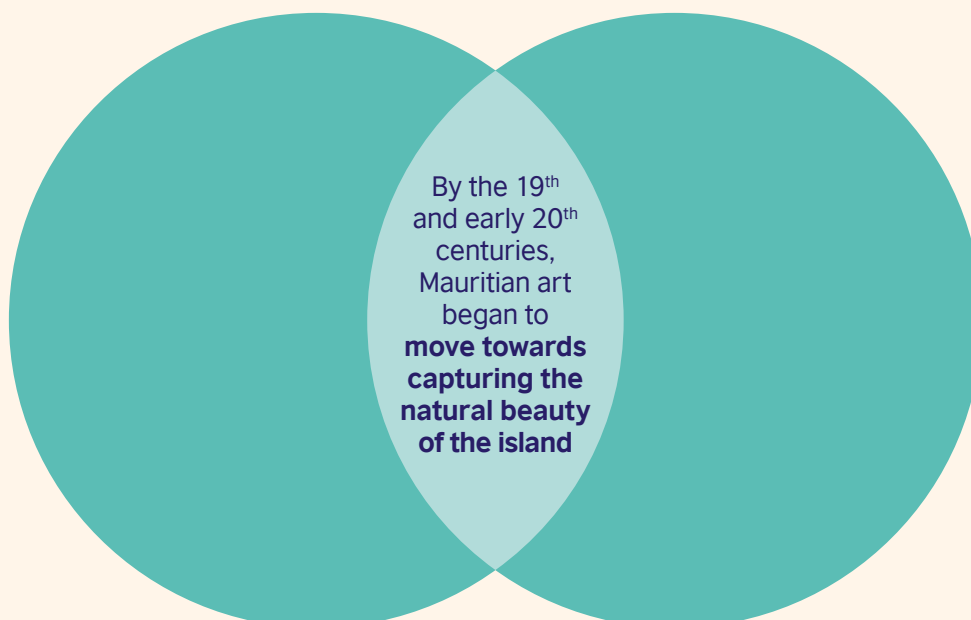 By the 19th
and early 20th
centuries,
Mauritian art
began to
move towards
capturing the
natural beauty
of the island